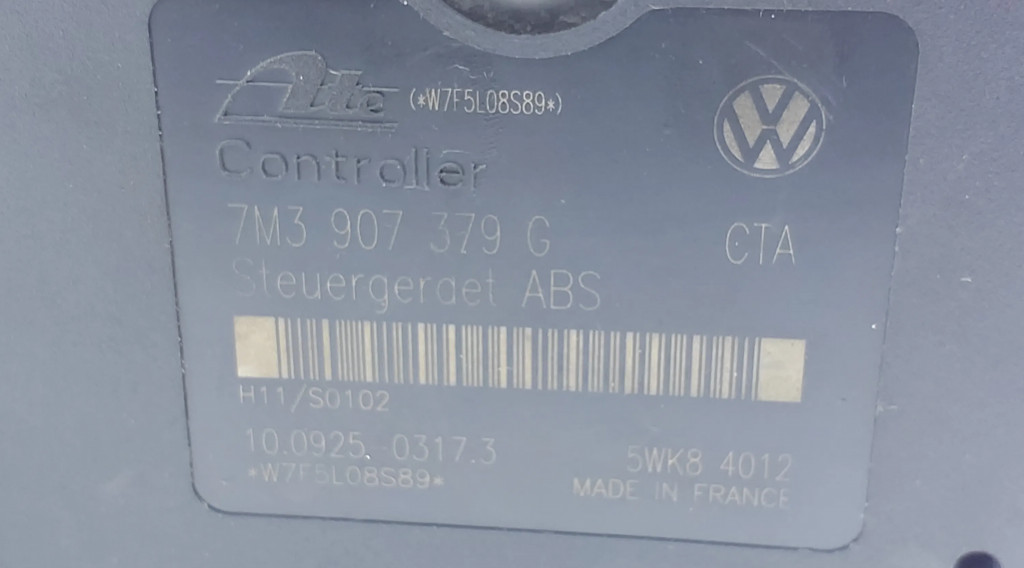 Ate (*W7F5L08S89*)
Controller
7M3 907 379 G CTA
Steuergeraet ABS
H11/S0102
10.0925 0317.3 5WK8 4012
*W7F5L08S89* MADE IN FRANCE